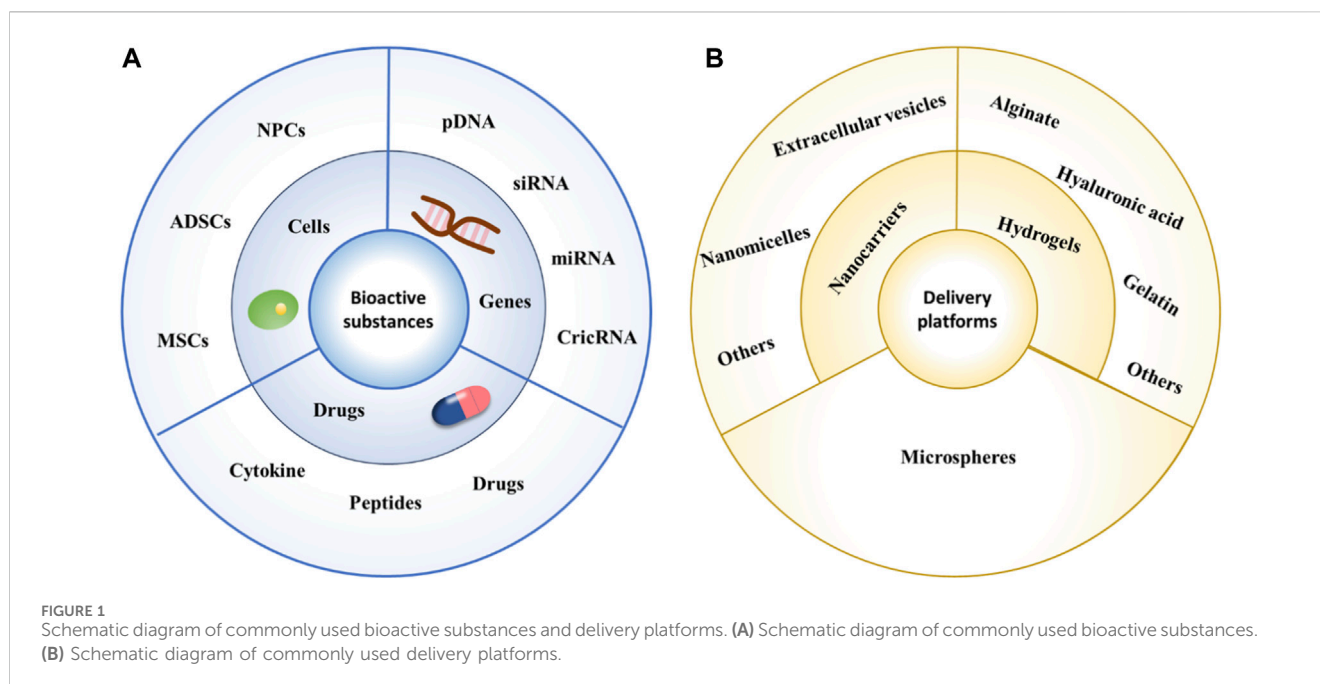 A
NPCs
ADSCs
MSCs
Cells
pDNA
siRNA
miRNA
CricRNA
Genes
Bioactive
substances
Drugs
Cytokine
Peptides
Drugs
B
Extracellular vesicles
Nanomicelles
Others
Nanocarriers
Alginate
Hyaluronic acid
Gelatin
Others
Hydrogels
Delivery
platforms
Microspheres
FIGURE 1
Schematic diagram of commonly used bioactive substances and delivery platforms. (A) Schematic diagram of commonly used bioactive substances.
(B) Schematic diagram of commonly used delivery platforms.